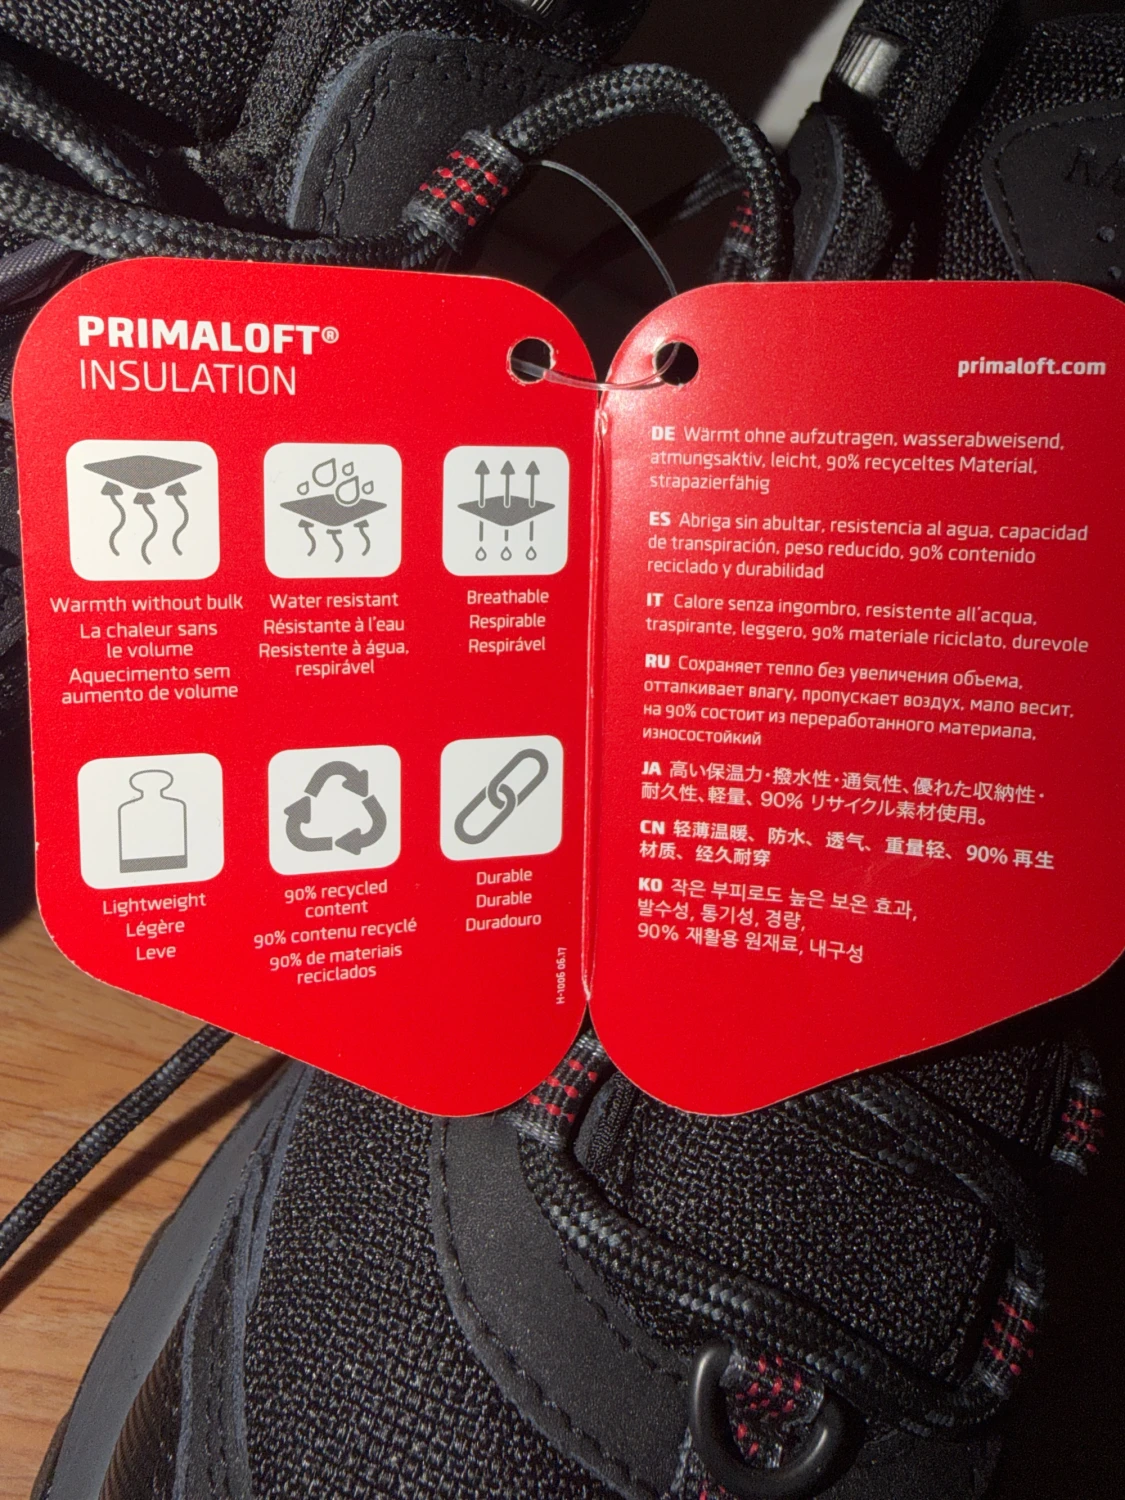 PRIMALOFT®
INSULATION
Warmth without bulk
La chaleur sans
le volume
Aquecimento sem
aumento de volume
Water resistant
Résistante à l'eau
Resistente à água,
respirável
Breathable
Respirable
Respirável
Lightweight
Légère
Leve
90% recycled
content
90% contenu recyclé
90% de materiais
reciclados
Durable
Durable
Duradouro
H-1006 06.17
primaloft.com
DE Wärmt ohne aufzutragen, wasserabweisend,
atmungsaktiv, leicht, 90% recyceltes Material,
strapazierfähig
ES Abriga sin abultar, resistencia al agua, capacidad
de transpiración, peso reducido, 90% contenido
reciclado y durabilidad
IT Calore senza ingombro, resistente all'acqua,
traspirante, leggero, 90% materiale riciclato, durevole
RU Сохраняет тепло без увеличения объема,
отталкивает влагу, пропускает воздух, мало весит,
на 90% состоит из переработанного материала,
износостойкий
JA 高い保温力・撥水性・通気性、優れた収納性・
耐久性、軽量、90% リサイクル素材使用。
CN 轻薄温暖、防水、透气、重量轻、90% 再生
材质、经久耐穿
KO 작은 부피로도 높은 보온 효과,
발수성, 통기성, 경량,
90% 재활용 원재료, 내구성